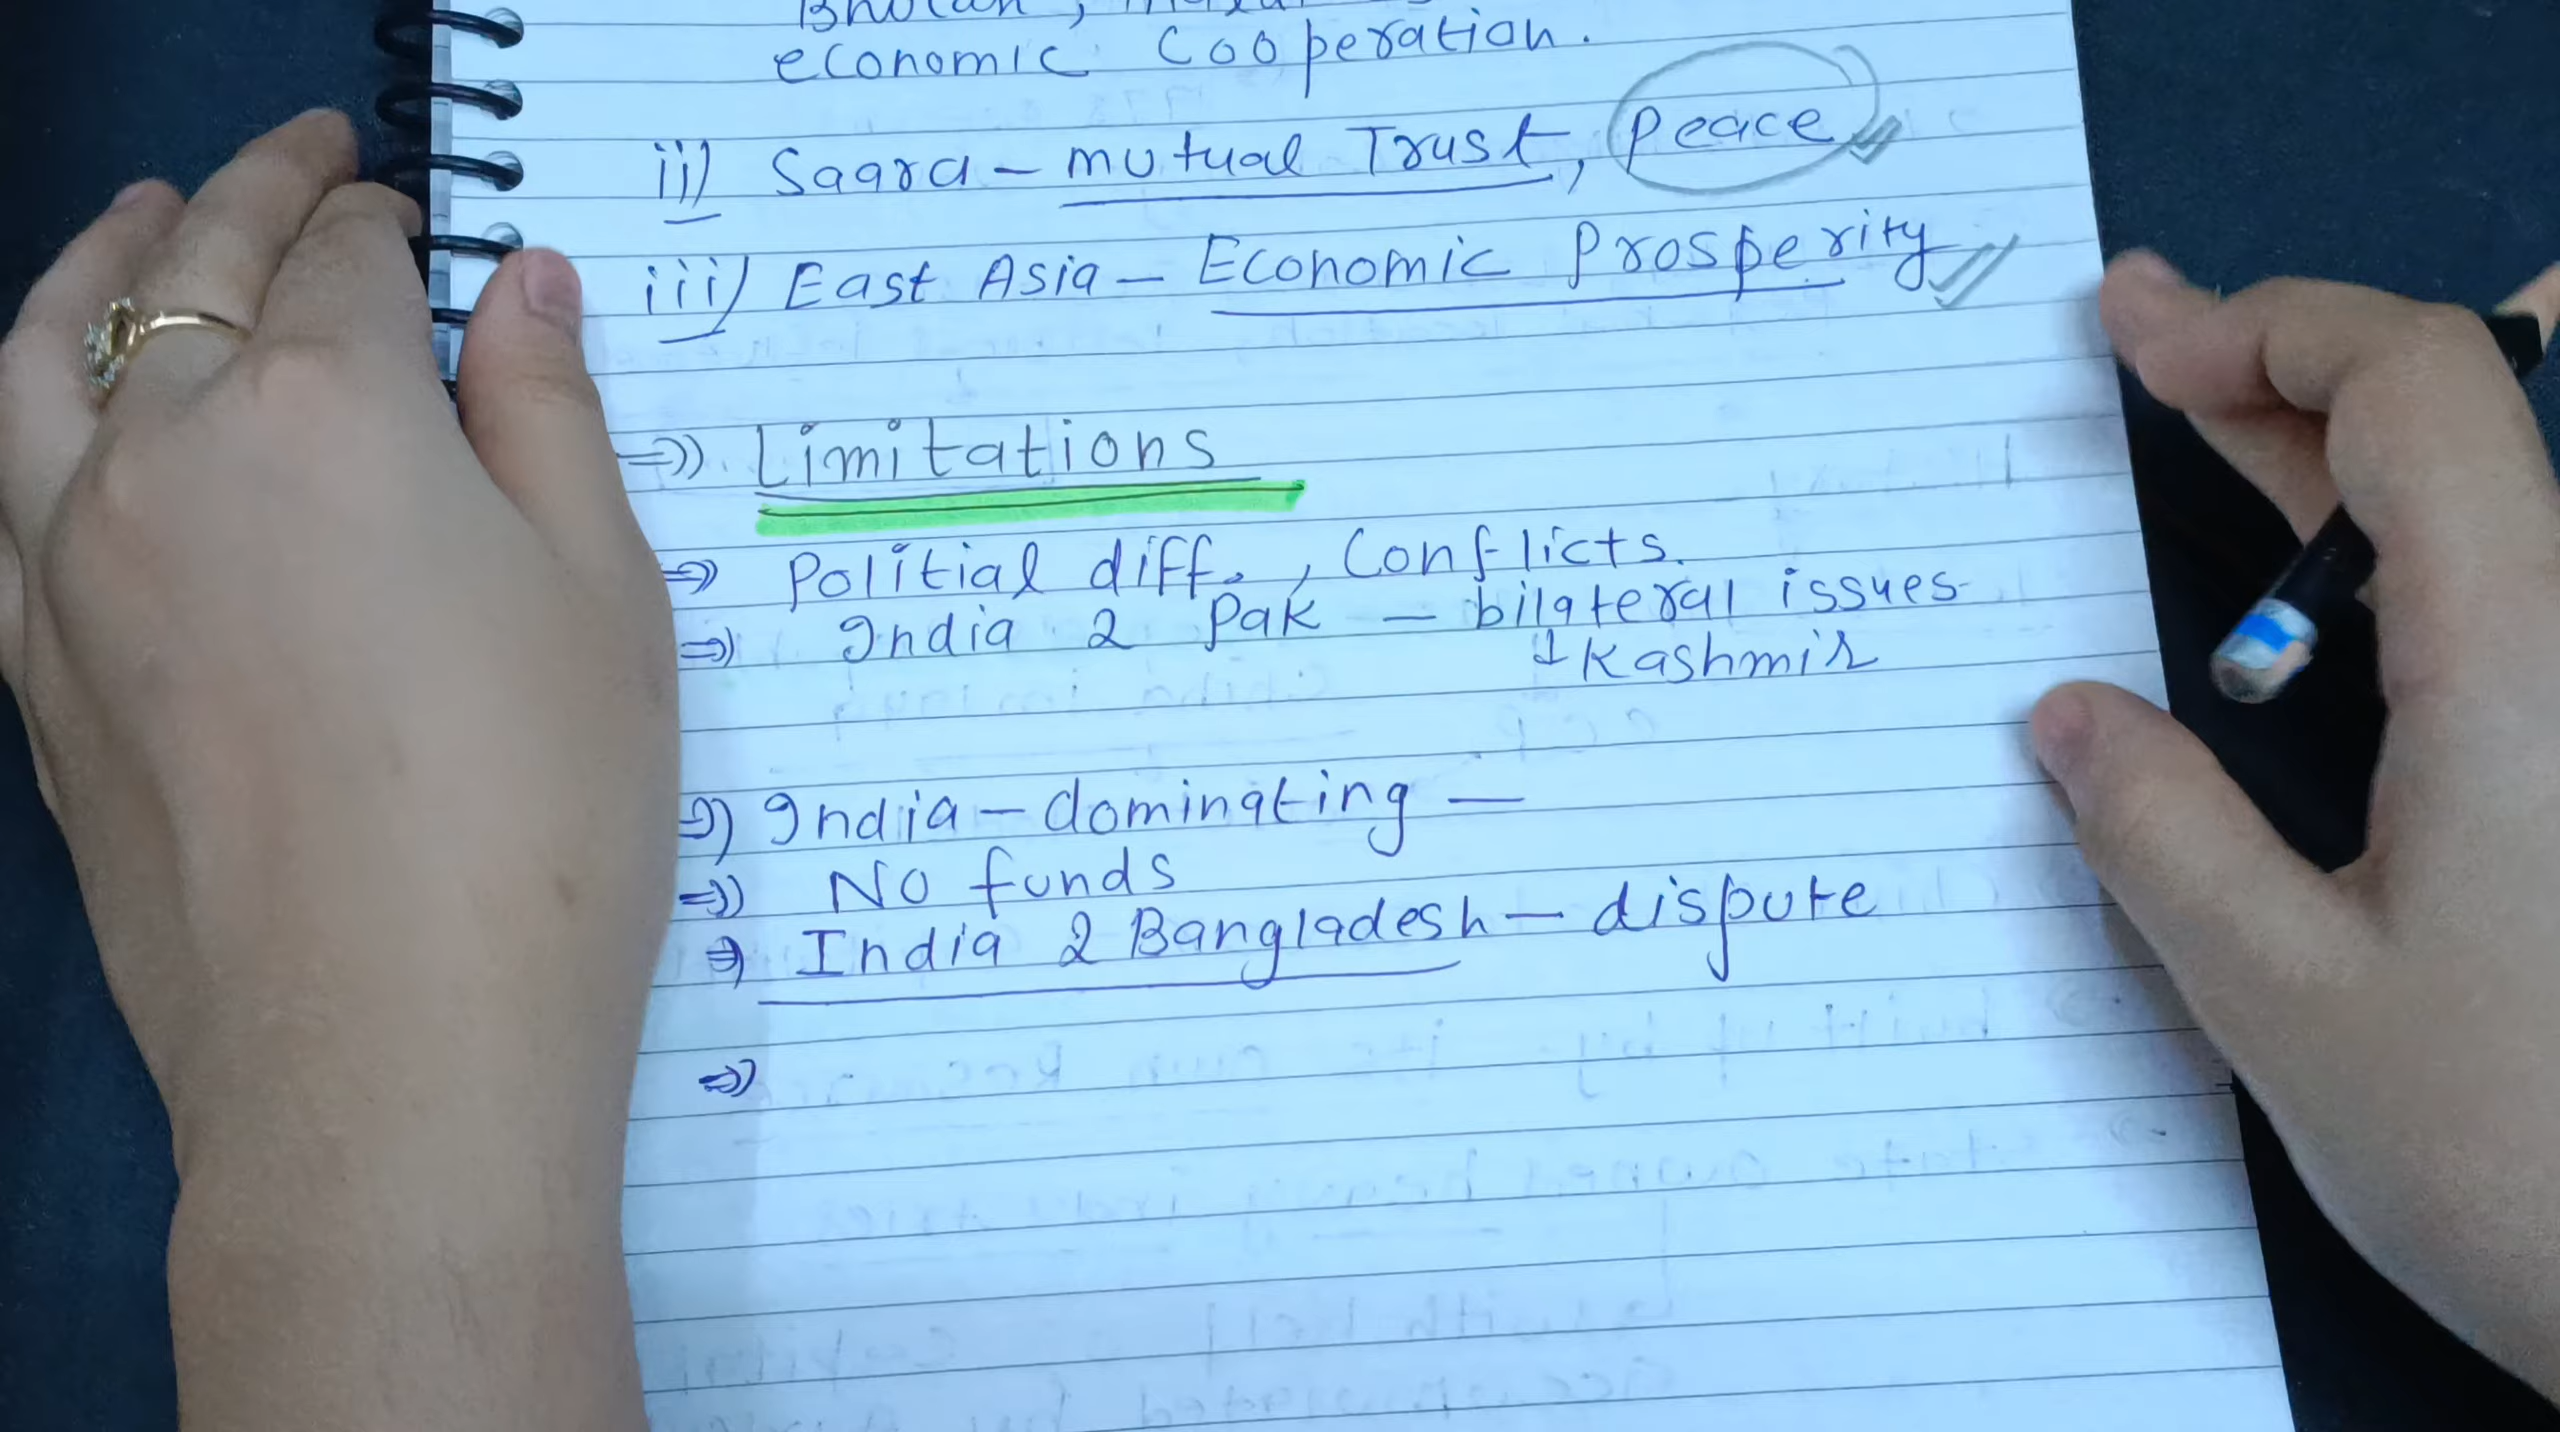 economic Cooperation.
ii) Saara – mutual Trust, Peace
iii) East Asia – Economic Prosperity
⇒ Limitations
⇒ Politial diff., Conflicts.
⇒ India 2 Pak – bilateral issues
Kashmir
⇒ India – dominating –
⇒ No funds
⇒ India 2 Bangladesh – dispute
⇒